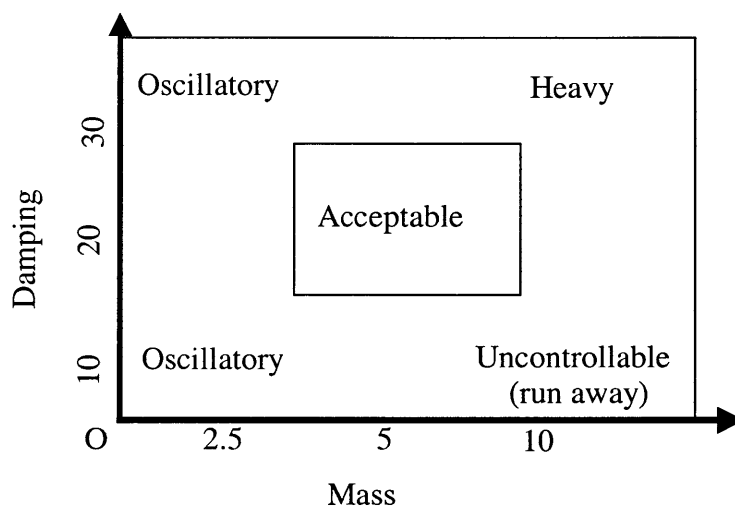 Oscillatory
Heavy
30
Acceptable
20
Damping
Oscillatory
Uncontrollable
(run away)
10
O
2.5
5
10
Mass